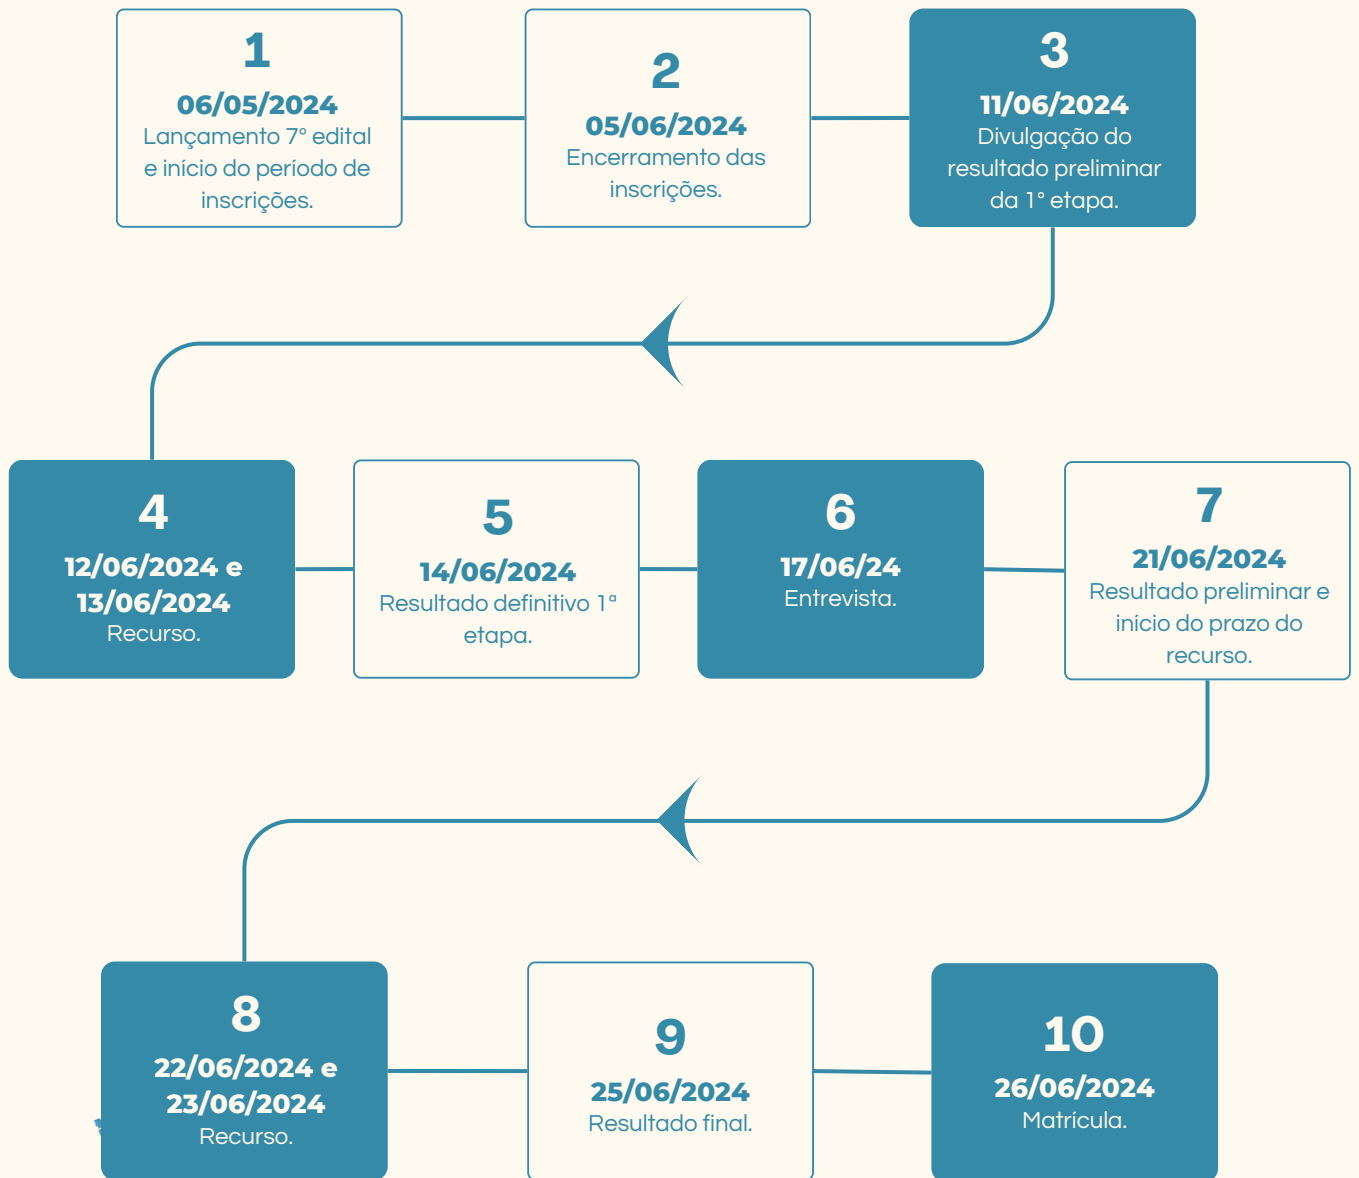 1
06/05/2024
Lançamento 7º edital
e início do período de
inscrições.
2
05/06/2024
Encerramento das
inscrições.
3
11/06/2024
Divulgação do
resultado preliminar
da 1° etapa.
4
12/06/2024 e
13/06/2024
Recurso.
5
14/06/2024
Resultado definitivo 1ª
etapa.
6
17/06/24
Entrevista.
7
21/06/2024
Resultado preliminar e
início do prazo do
recurso.
8
22/06/2024 e
23/06/2024
Recurso.
9
25/06/2024
Resultado final.
10
26/06/2024
Matrícula.